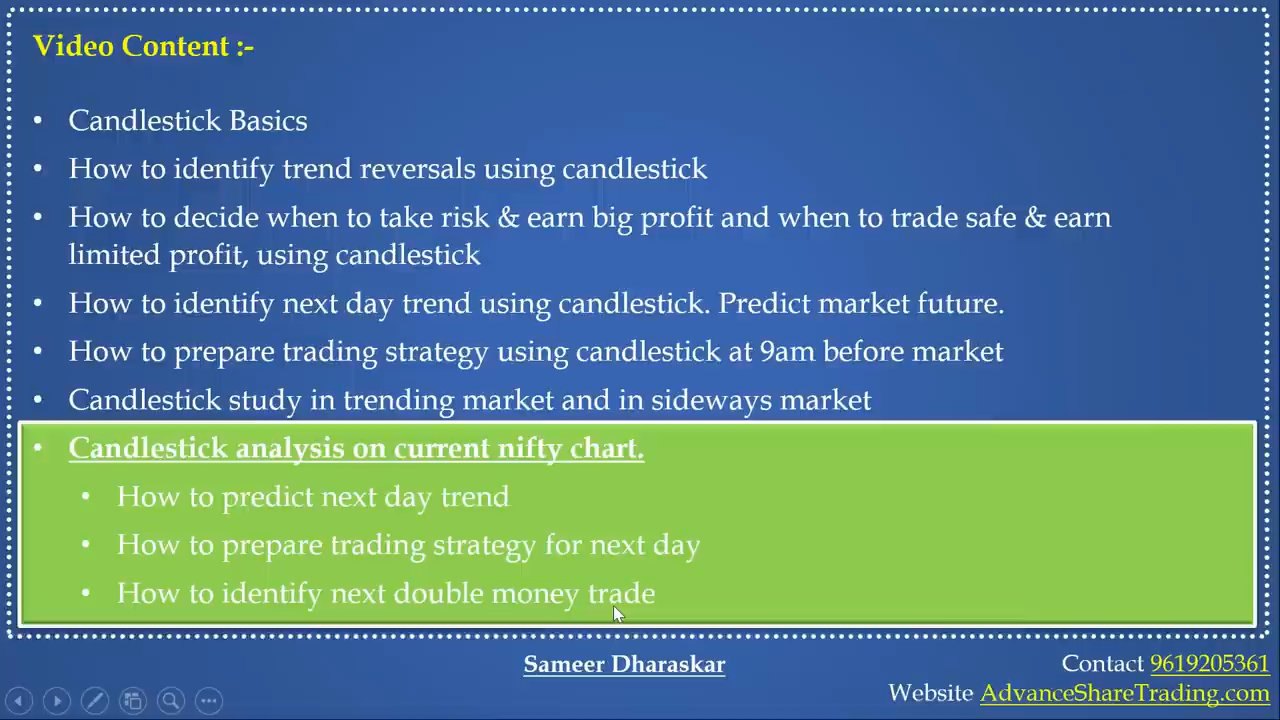 Video Content :-
• Candlestick Basics
• How to identify trend reversals using candlestick
• How to decide when to take risk & earn big profit and when to trade safe & earn
limited profit, using candlestick
• How to identify next day trend using candlestick. Predict market future.
• How to prepare trading strategy using candlestick at 9am before market
• Candlestick study in trending market and in sideways market
• Candlestick analysis on current nifty chart.
• How to predict next day trend
• How to prepare trading strategy for next day
• How to identify next double money trade
Sameer Dharaskar
Contact 9619205361
Website AdvanceShareTrading.com